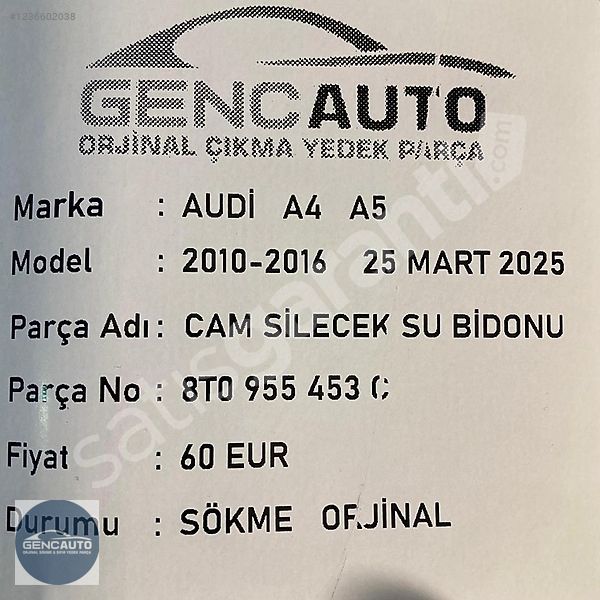 #1236602038
GENCAUTO
ORJİNAL ÇIKMA YEDEK PARÇA
Marka : AUDİ A4 A5
Model : 2010-2016 25 MART 2025
Parça Adı : CAM SİLECEK SU BİDONU
Parça No : 8T0 955 453 C
Fiyat : 60 EUR
Durumu : SÖKME ORJİNAL
satisgaranti.com
GENCAUTO